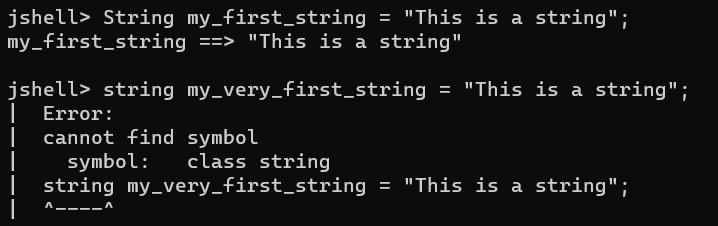 jshell> String my_first_string = "This is a string";
my_first_string ==> "This is a string"
jshell> string my_very_first_string = "This is a string";
|  Error:
|  cannot find symbol
|    symbol:   class string
|  string my_very_first_string = "This is a string";
|  ^----^